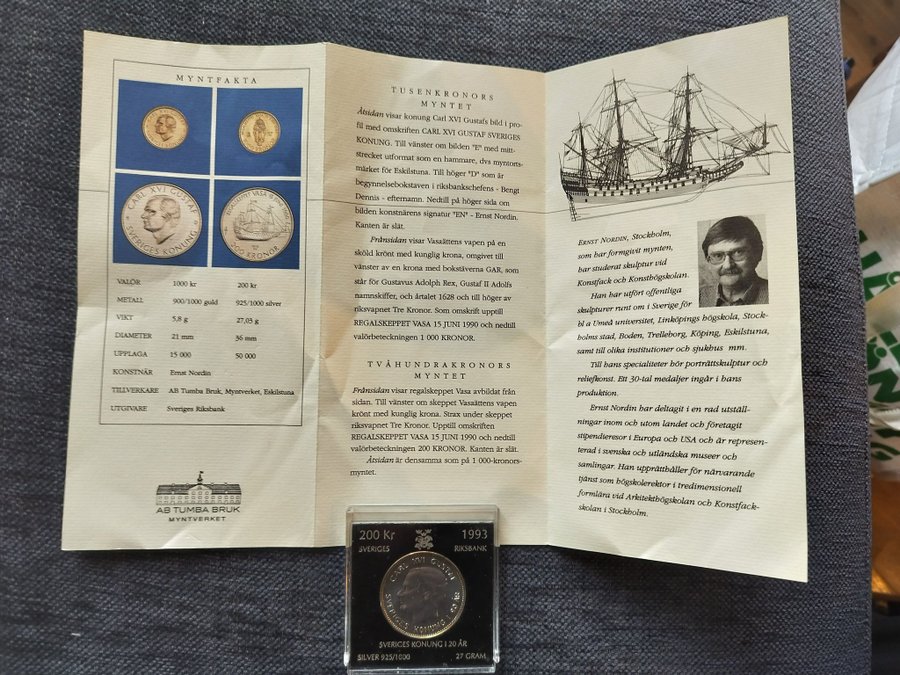 MYNTFAKTA
CARL XVI GUSTAF
SVERIGES KONUNG
REGALSKEPPET VASA 15 JUNI 1990
200 KRONOR
VALÖR 1000 kr 200 kr
METALL 900/1000 guld 925/1000 silver
VIKT 5,8 g 27,03 g
DIAMETER 21 mm 36 mm
UPPLAGA 15 000 50 000
KONSTNÄR Ernst Nordin
TILLVERKARE AB Tumba Bruk, Myntverket, Eskilstuna
UTGIVARE Sveriges Riksbank
AB TUMBA BRUK
MYNTVERKET
TUSENKRONORS
MYNTET
Åtsidan visar konung Carl XVI Gustafs bild i pro-
fil med omskriften CARL XVI GUSTAF SVERIGES
KONUNG. Till vänster om bilden "E" med mitt-
strecket utformat som en hammare, dvs myntorts-
märket för Eskilstuna. Till höger "D" som är
begynnelsebokstaven i riksbankschefens - Bengt
Dennis - efternamn. Nedtill på höger sida om
bilden konstnärens signatur "EN" - Ernst Nordin.
Kanten är slät.
Frånsidan visar Vasaättens vapen på en
sköld krönt med kunglig krona, omgivet till
vänster av en krona med bokstäverna GAR, som
står för Gustavus Adolph Rex, Gustaf II Adolfs
namnskiffer, och årtalet 1628 och till höger av
riksvapnet Tre Kronor. Som omskrift upptill
REGALSKEPPET VASA 15 JUNI 1990 och nedtill
valörbeteckningen 1 000 KRONOR.
TVÅHUNDRAKRONORS
MYNTET
Frånsidan visar regalskeppet Vasa avbildat från
sidan. Till vänster om skeppet Vasaättens vapen
krönt med kunglig krona. Strax under skeppet
riksvapnet Tre Kronor. Upptill omskriften
REGALSKEPPET VASA 15 JUNI 1990 och nedtill
valörbeteckningen 200 KRONOR. Kanten är slät.
Åtsidan är densamma som på 1 000-kronors-
myntet.
ERNST NORDIN, Stockholm,
som har formgivit mynten,
har studerat skulptur vid
Konstfack och Konsthögskolan.
Han har utfört offentliga
skulpturer runt om i Sverige för
bl a Umeå universitet, Linköpings högskola, Stock-
holms stad, Boden, Trelleborg, Köping, Eskilstuna,
samt till olika institutioner och sjukhus mm.
Till hans specialiteter hör porträttskulptur och
reliefkonst. Ett 30-tal medaljer ingår i hans
produktion.
Ernst Nordin har deltagit i en rad utställ-
ningar inom och utom landet och företagit
stipendieresor i Europa och USA och är represen-
terad i svenska och utländska museer och
samlingar. Han upprätthåller för närvarande
tjänst som högskolerektor i tredimensionell
formlära vid Arkitekthögskolan och Konstfack-
skolan i Stockholm.
200 Kr 1993
SVERIGES RIKSBANK
CARL XVI GUSTAF
SVERIGES KONUNG 20 ÅR
SVERIGES KONUNG I 20 ÅR
SILVER 925/1000 27 GRAM